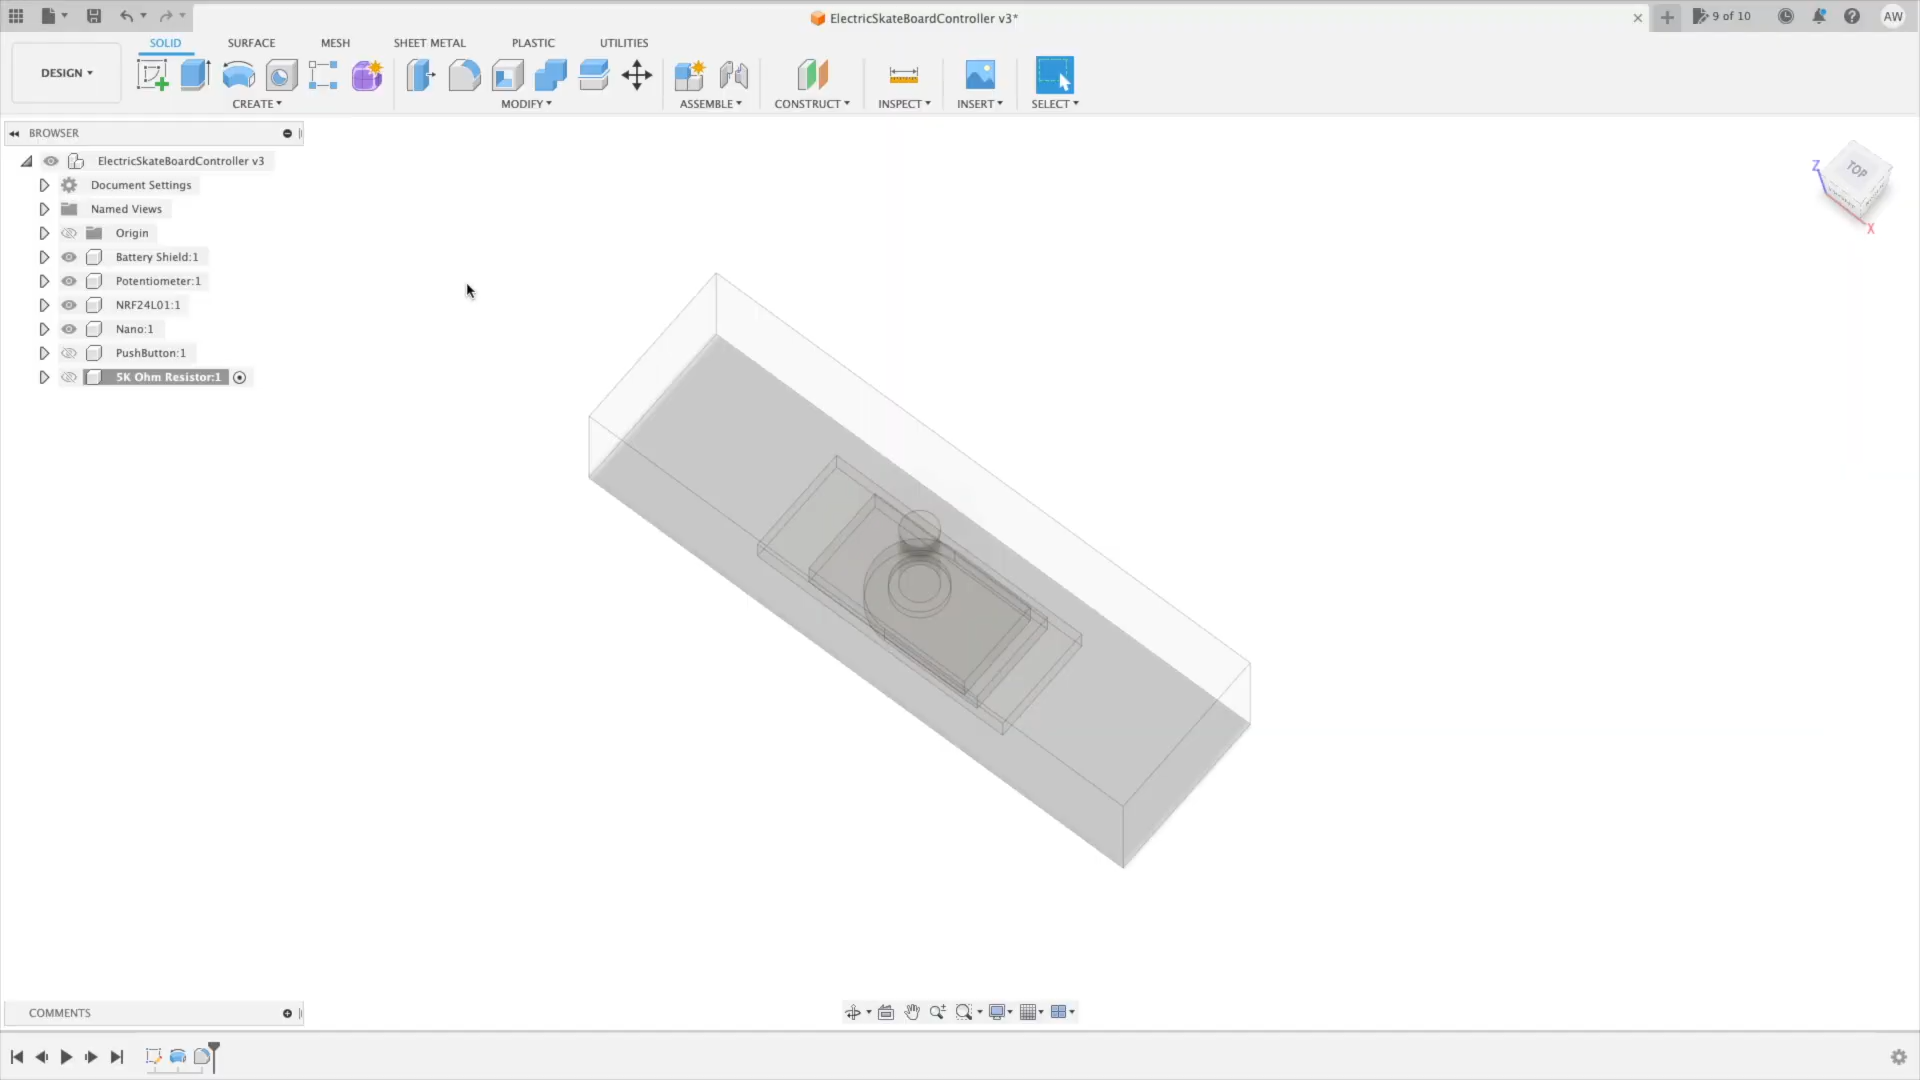 ElectricSkateBoardController v3*
9 of 10
AW
DESIGN
SOLID
SURFACE
MESH
SHEET METAL
PLASTIC
UTILITIES
CREATE
MODIFY
ASSEMBLE
CONSTRUCT
INSPECT
INSERT
SELECT
BROWSER
ElectricSkateBoardController v3
Document Settings
Named Views
Origin
Battery Shield:1
Potentiometer:1
NRF24L01:1
Nano:1
PushButton:1
5K Ohm Resistor:1
Z
TOP
X
COMMENTS